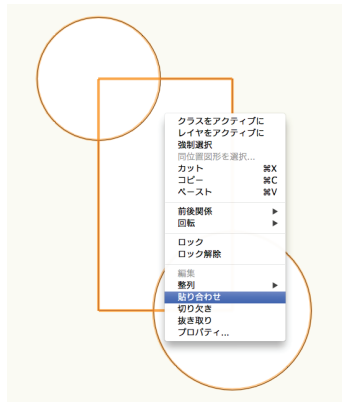 クラスをアクティブに
レイヤをアクティブに
強制選択
同位置図形を選択...
カット ⌘X
コピー ⌘C
ペースト ⌘V
前後関係 ▶
回転 ▶
ロック
ロック解除
編集
整列 ▶
貼り合わせ
切り欠き
抜き取り
プロパティ...